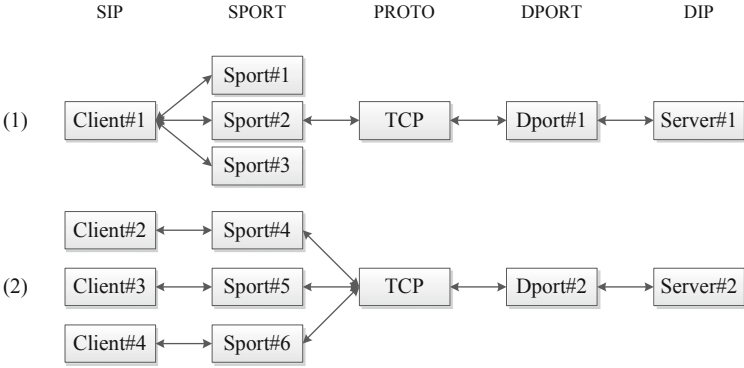 SIP SPORT PROTO DPORT DIP
Sport#1
(1) Client#1 Sport#2 TCP Dport#1 Server#1
Sport#3
Client#2 Sport#4
(2) Client#3 Sport#5 TCP Dport#2 Server#2
Client#4 Sport#6